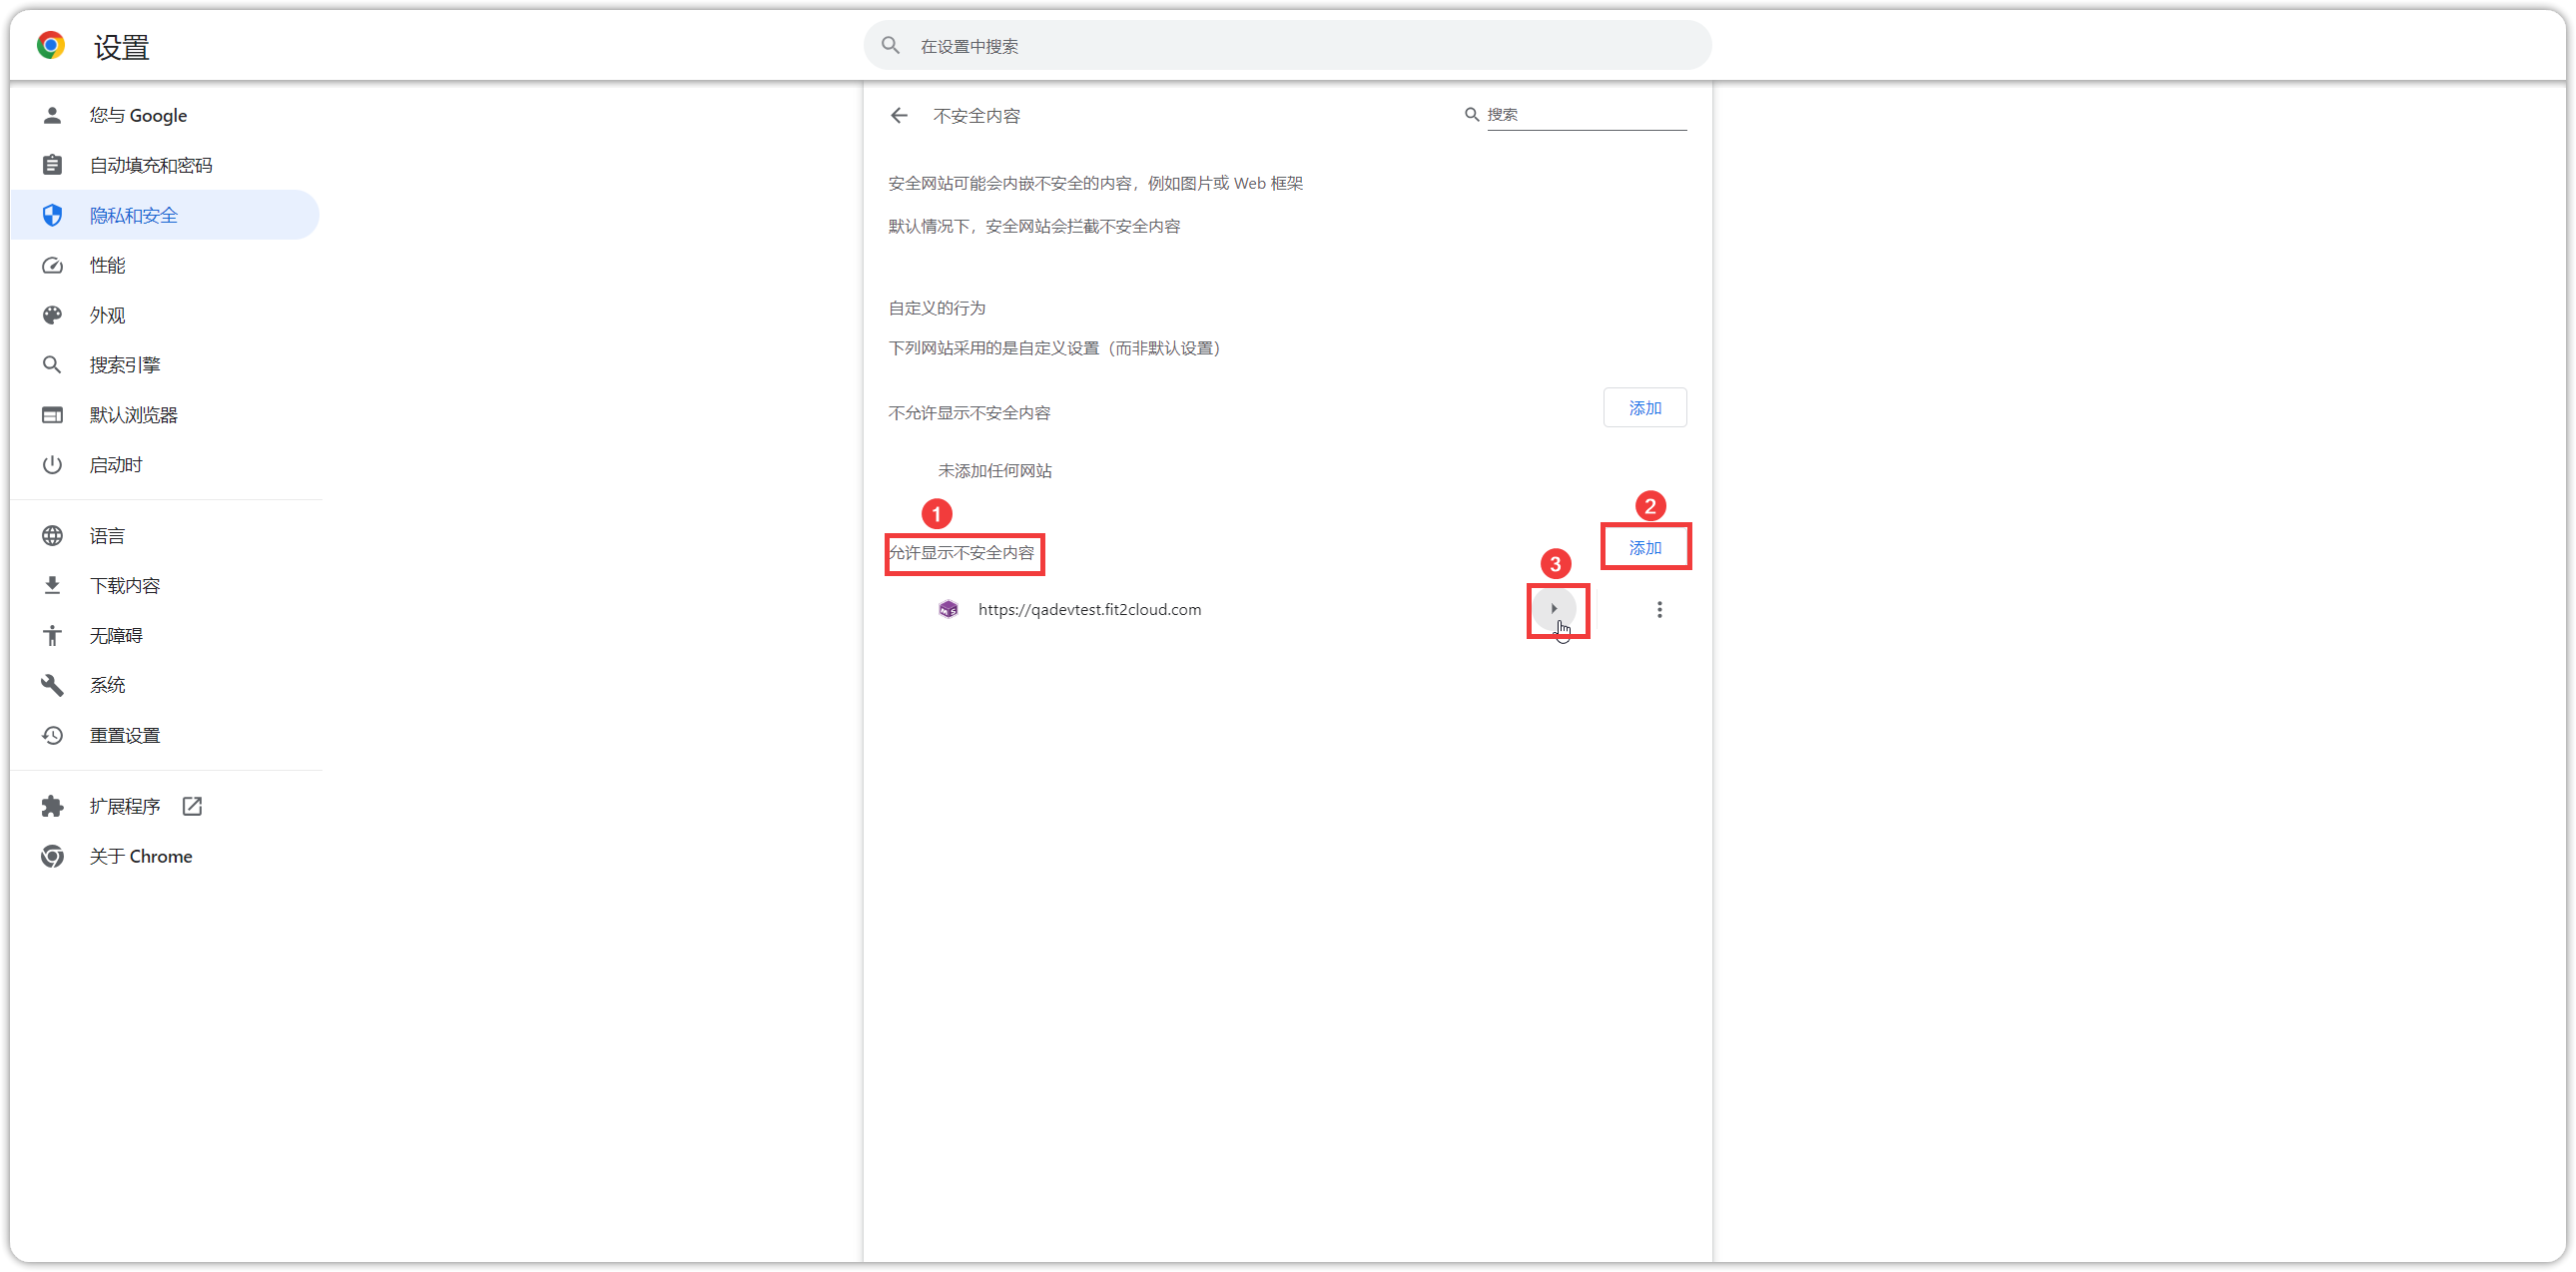 设置
在设置中搜索
您与 Google
自动填充和密码
隐私和安全
性能
外观
搜索引擎
默认浏览器
启动时
语言
下载内容
无障碍
系统
重置设置
扩展程序
关于 Chrome
不安全内容
搜索
安全网站可能会内嵌不安全的内容，例如图片或 Web 框架
默认情况下，安全网站会拦截不安全内容
自定义的行为
下列网站采用的是自定义设置（而非默认设置）
不允许显示不安全内容
添加
未添加任何网站
1
2
允许显示不安全内容
添加
3
https://qadevtest.fit2cloud.com